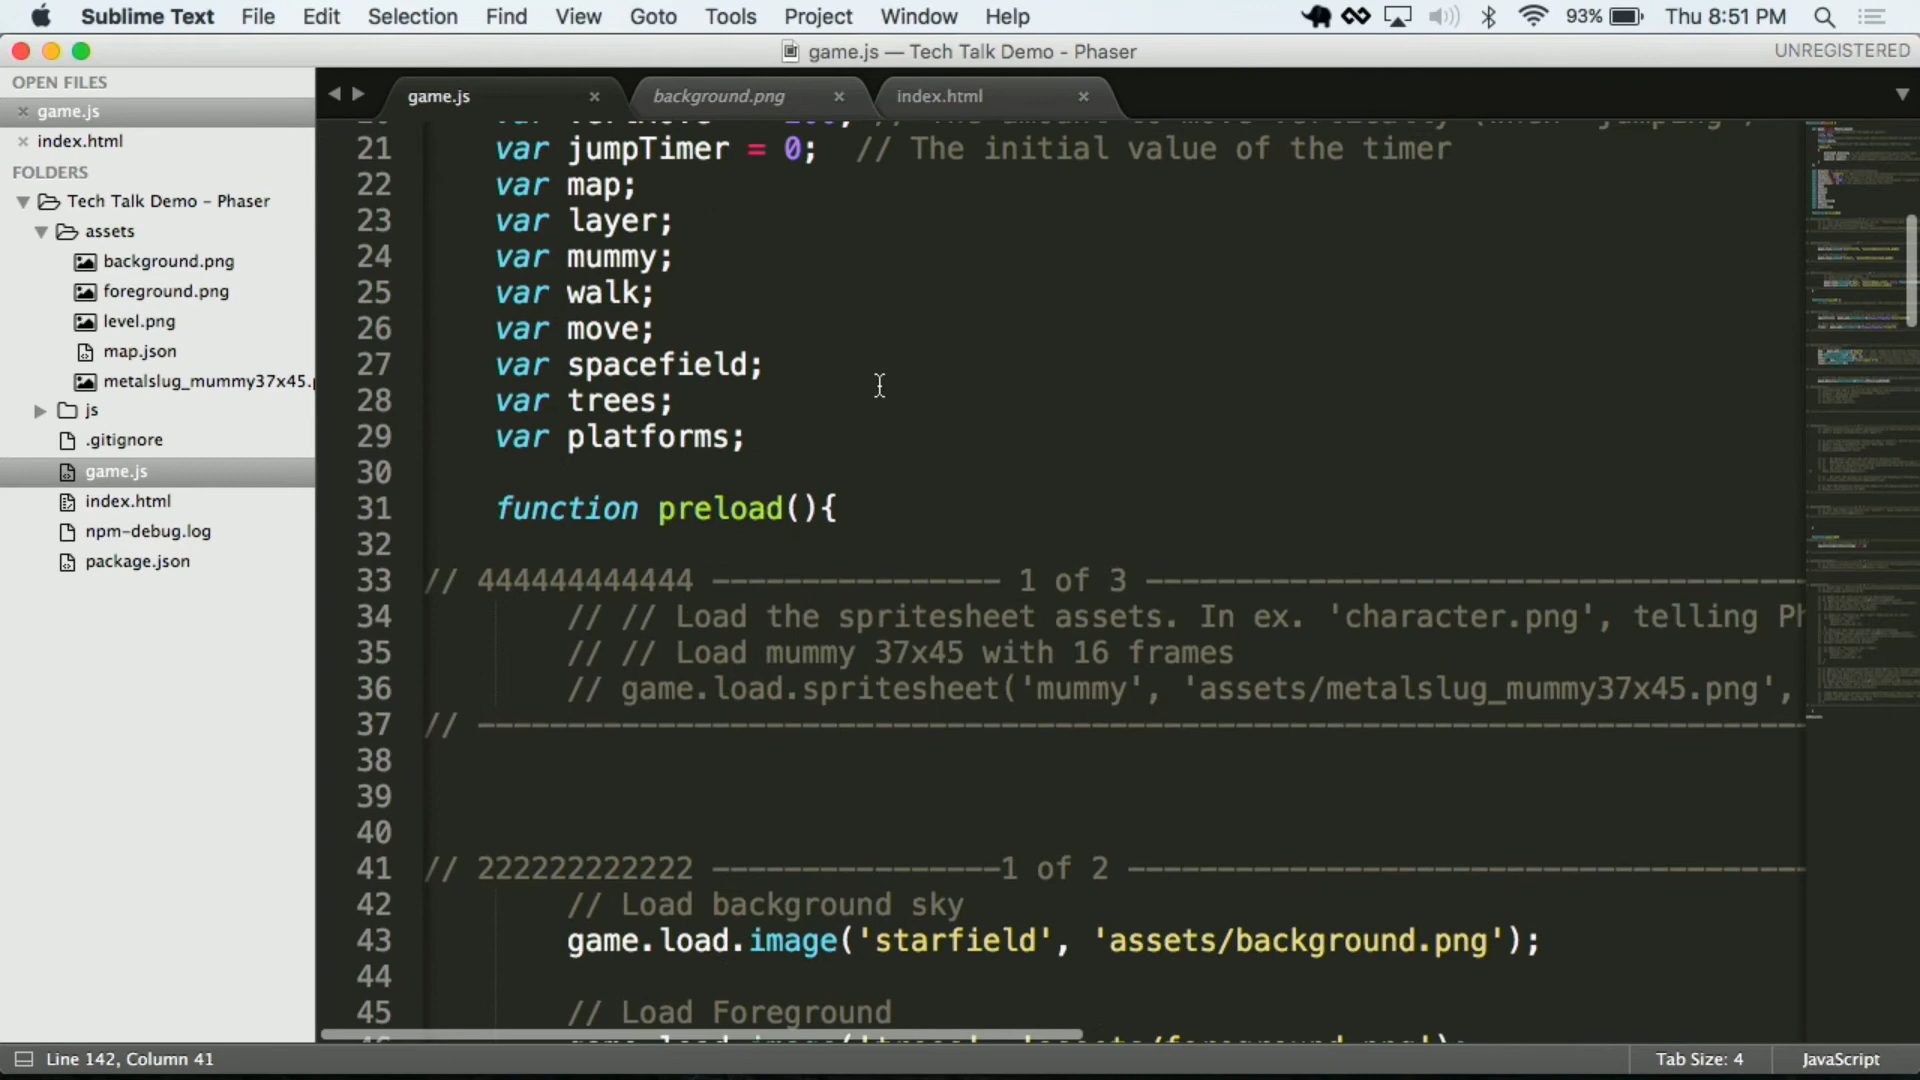 Sublime Text File Edit Selection Find View Goto Tools Project Window Help 93% Thu 8:51 PM
game.js — Tech Talk Demo - Phaser UNREGISTERED
OPEN FILES
game.js
index.html
FOLDERS
Tech Talk Demo - Phaser
assets
background.png
foreground.png
level.png
map.json
metalslug_mummy37x45.p
js
.gitignore
game.js
index.html
npm-debug.log
package.json
game.js background.png index.html
21 var jumpTimer = 0; // The initial value of the timer
22 var map;
23 var layer;
24 var mummy;
25 var walk;
26 var move;
27 var spacefield;
28 var trees;
29 var platforms;
30
31 function preload(){
32
33 // 444444444444 ---------------- 1 of 3 -------------------------------------
34 // // Load the spritesheet assets. In ex. 'character.png', telling Ph
35 // // Load mummy 37x45 with 16 frames
36 // game.load.spritesheet('mummy', 'assets/metalslug_mummy37x45.png',
37 // --------------------------------------------------------------------------
38
39
40
41 // 222222222222 ----------------1 of 2 --------------------------------------
42 // Load background sky
43 game.load.image('starfield', 'assets/background.png');
44
45 // Load Foreground
Line 142, Column 41 Tab Size: 4 JavaScript